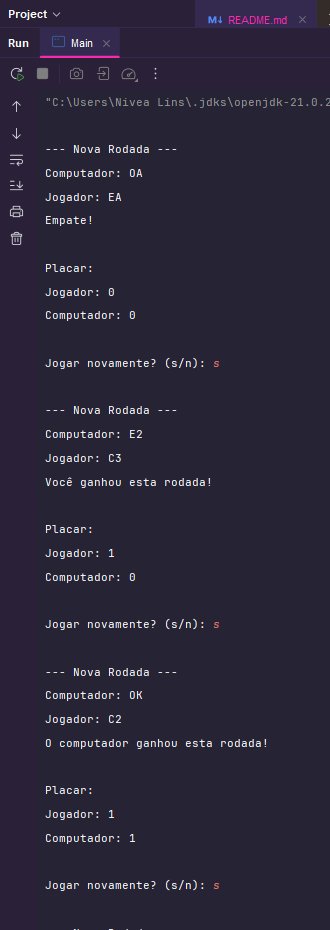 Project
README.md
Run
Main
"C:\Users\Nivea Lins\.jdks\openjdk-21.0.2
--- Nova Rodada ---
Computador: OA
Jogador: EA
Empate!
Placar:
Jogador: 0
Computador: 0
Jogar novamente? (s/n): s
--- Nova Rodada ---
Computador: E2
Jogador: C3
Você ganhou esta rodada!
Placar:
Jogador: 1
Computador: 0
Jogar novamente? (s/n): s
--- Nova Rodada ---
Computador: OK
Jogador: C2
O computador ganhou esta rodada!
Placar:
Jogador: 1
Computador: 1
Jogar novamente? (s/n): s